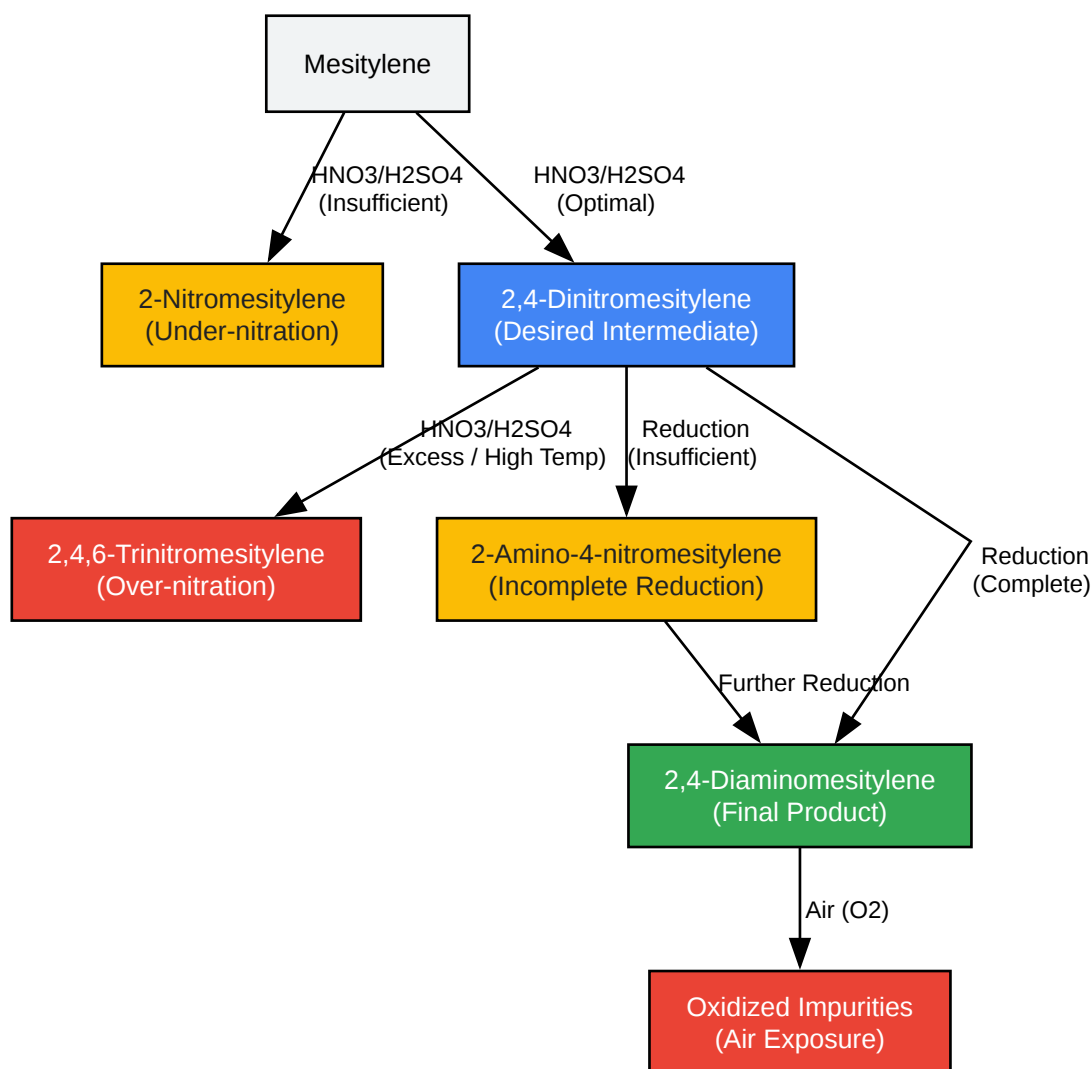 Mesitylene
HNO3/H2SO4
(Insufficient)
HNO3/H2SO4
(Optimal)
2-Nitromesitylene
(Under-nitration)
2,4-Dinitromesitylene
(Desired Intermediate)
HNO3/H2SO4
(Excess / High Temp)
Reduction
(Insufficient)
2,4,6-Trinitromesitylene
(Over-nitration)
2-Amino-4-nitromesitylene
(Incomplete Reduction)
Reduction
(Complete)
Further Reduction
2,4-Diaminomesitylene
(Final Product)
Air (O2)
Oxidized Impurities
(Air Exposure)